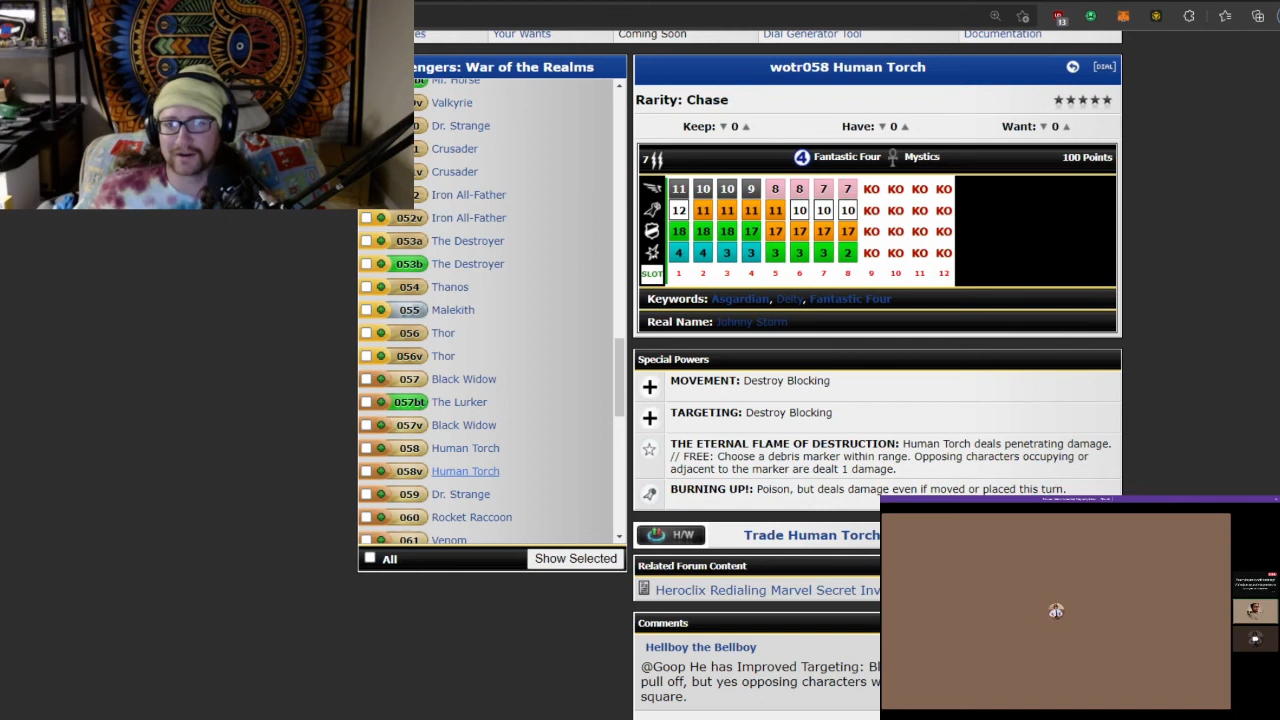 13
es
Your Wants
Coming Soon
Dial Generator Tool
Documentation
engers: War of the Realms
Mr. Horse
Valkyrie
Dr. Strange
Crusader
Crusader
Iron All-Father
052v Iron All-Father
053a The Destroyer
053b The Destroyer
054 Thanos
055 Malekith
056 Thor
056v Thor
057 Black Widow
057bt The Lurker
057v Black Widow
058 Human Torch
058v Human Torch
059 Dr. Strange
060 Rocket Raccoon
061 Venom
All
Show Selected
wotr058 Human Torch
[DIAL]
Rarity: Chase
★★★★★
Keep: ▼ 0 ▲ Have: ▼ 0 ▲ Want: ▼ 0 ▲
7 4 Fantastic Four Mystics 100 Points
11 10 10 9 8 8 7 7 KO KO KO KO
12 11 11 11 11 10 10 10 KO KO KO KO
18 18 18 17 17 17 17 17 KO KO KO KO
4 4 3 3 3 3 3 2 KO KO KO KO
SLOT 1 2 3 4 5 6 7 8 9 10 11 12
Keywords: Asgardian, Deity, Fantastic Four
Real Name: Johnny Storm
Special Powers
MOVEMENT: Destroy Blocking
TARGETING: Destroy Blocking
THE ETERNAL FLAME OF DESTRUCTION: Human Torch deals penetrating damage.
// FREE: Choose a debris marker within range. Opposing characters occupying or
adjacent to the marker are dealt 1 damage.
BURNING UP!: Poison, but deals damage even if moved or placed this turn.
H/W Trade Human Torch
Related Forum Content
Heroclix Redialing Marvel Secret Inv
Comments
Hellboy the Bellboy
@Goop He has Improved Targeting: Bl
pull off, but yes opposing characters w
square.